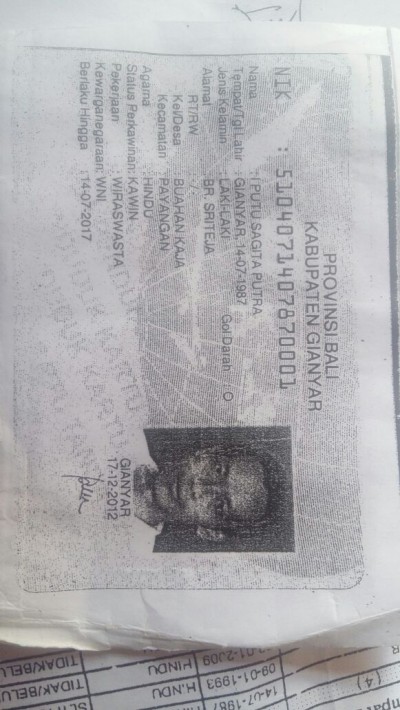 PROVINSI BALI
KABUPATEN GIANYAR
NIK : 5104071407870001
Nama : I PUTU SAGITA PUTRA
Tempat/Tgl Lahir : GIANYAR, 14-07-1987
Jenis Kelamin : LAKI-LAKI Gol Darah : O
Alamat : BR. SRITEJA
RT/RW : -/-
Kel/Desa : BUAHAN KAJA
Kecamatan : PAYANGAN
Agama : HINDU
Status Perkawinan: KAWIN
Pekerjaan : WIRASWASTA
Kewarganegaraan: WNI
Berlaku Hingga : 14-07-2017
GIANYAR
17-12-2012
(4)
14-07-1987
09-01-1993 HINDU TIDAK/BELU
-01-2009 HINDU TIDAK/BELU